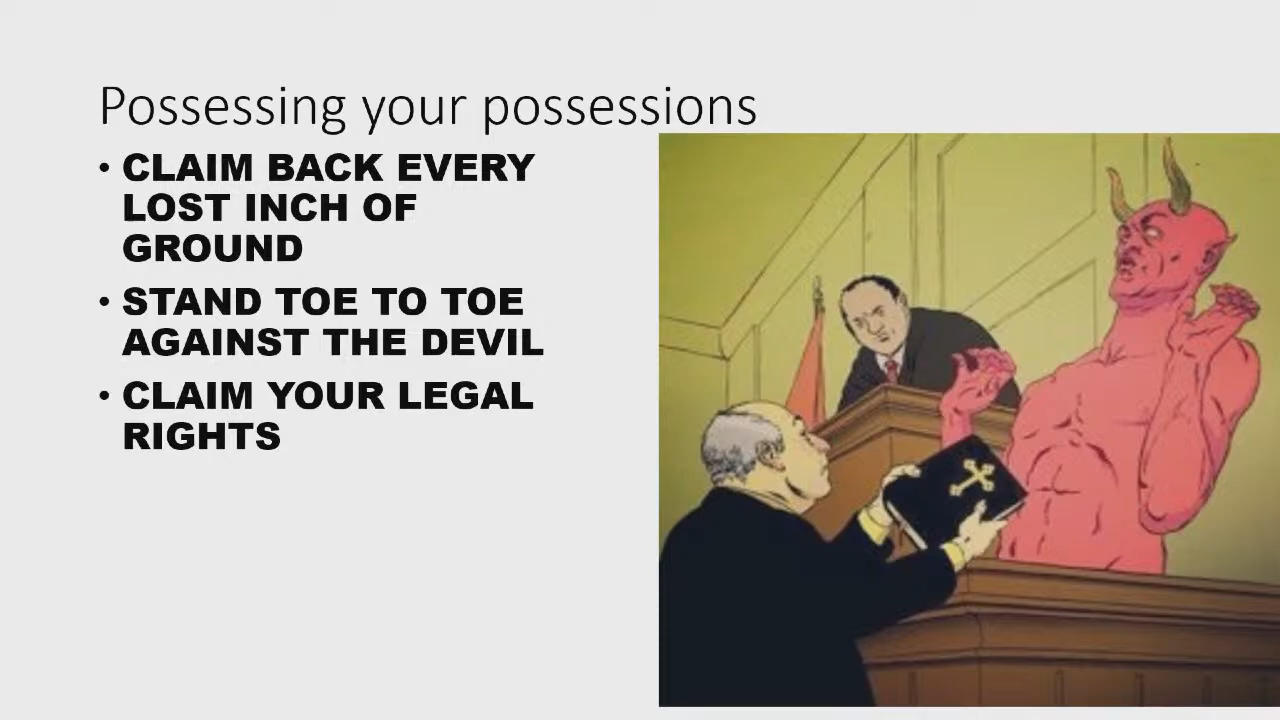 Possessing your possessions
• CLAIM BACK EVERY
LOST INCH OF
GROUND
• STAND TOE TO TOE
AGAINST THE DEVIL
• CLAIM YOUR LEGAL
RIGHTS